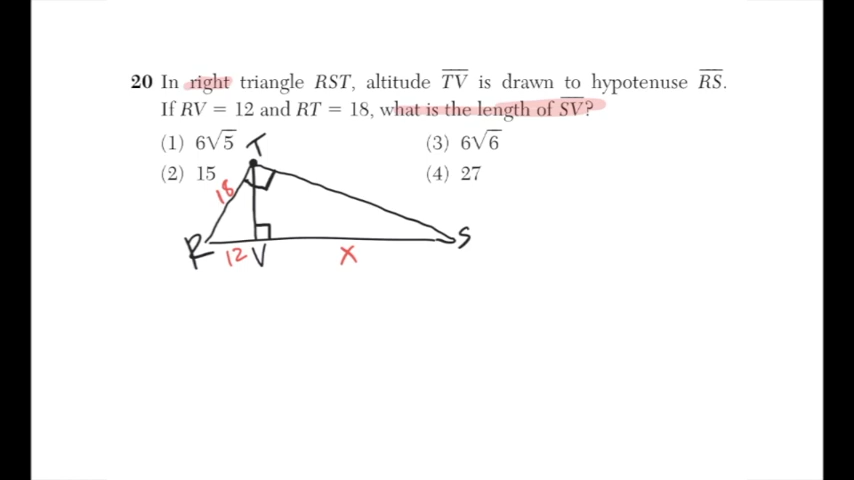 20 In right triangle RST, altitude TV is drawn to hypotenuse RS.
If RV = 12 and RT = 18, what is the length of SV?
(1) 6√5
(3) 6√6
(2) 15
(4) 27
T
18
R
12
V
X
S